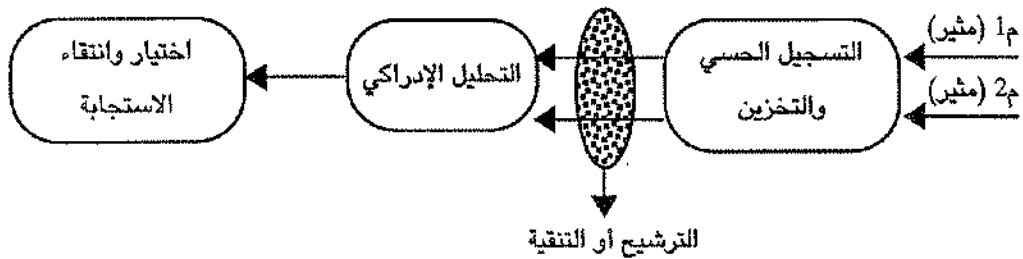 م1 (مثير)
م2 (مثير)
التسجيل الحسي
والتخزين
التحليل الإدراكي
اختيار وانتقاء
الاستجابة
الترشيح أو التنقية